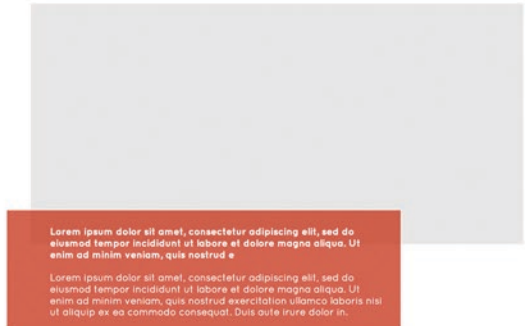 Lorem ipsum dolor sit amet, consectetur adipiscing elit, sed do
eiusmod tempor incididunt ut labore et dolore magna aliqua. Ut
enim ad minim veniam, quis nostrud e
Lorem ipsum dolor sit amet, consectetur adipiscing elit, sed do
eiusmod tempor incididunt ut labore et dolore magna aliqua. Ut
enim ad minim veniam, quis nostrud exercitation ullamco laboris nisi
ut aliquip ex ea commodo consequat. Duis aute irure dolor in.